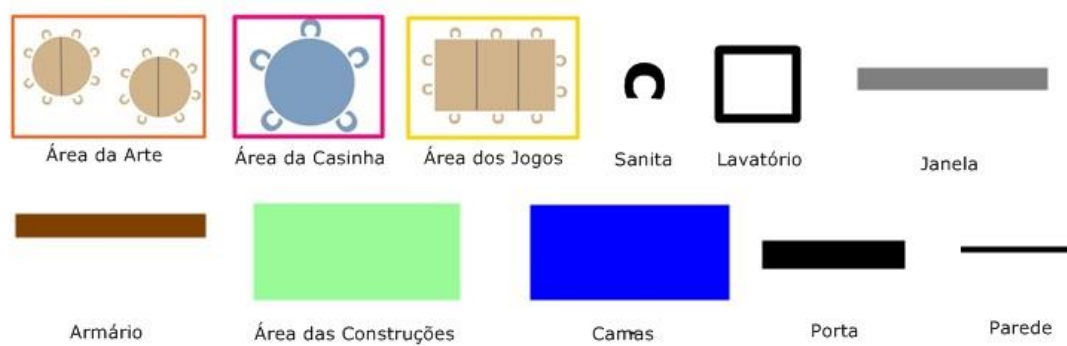 Área da Arte
Área da Casinha
Área dos Jogos
Sanita
Lavatório
Janela
Armário
Área das Construções
Camas
Porta
Parede